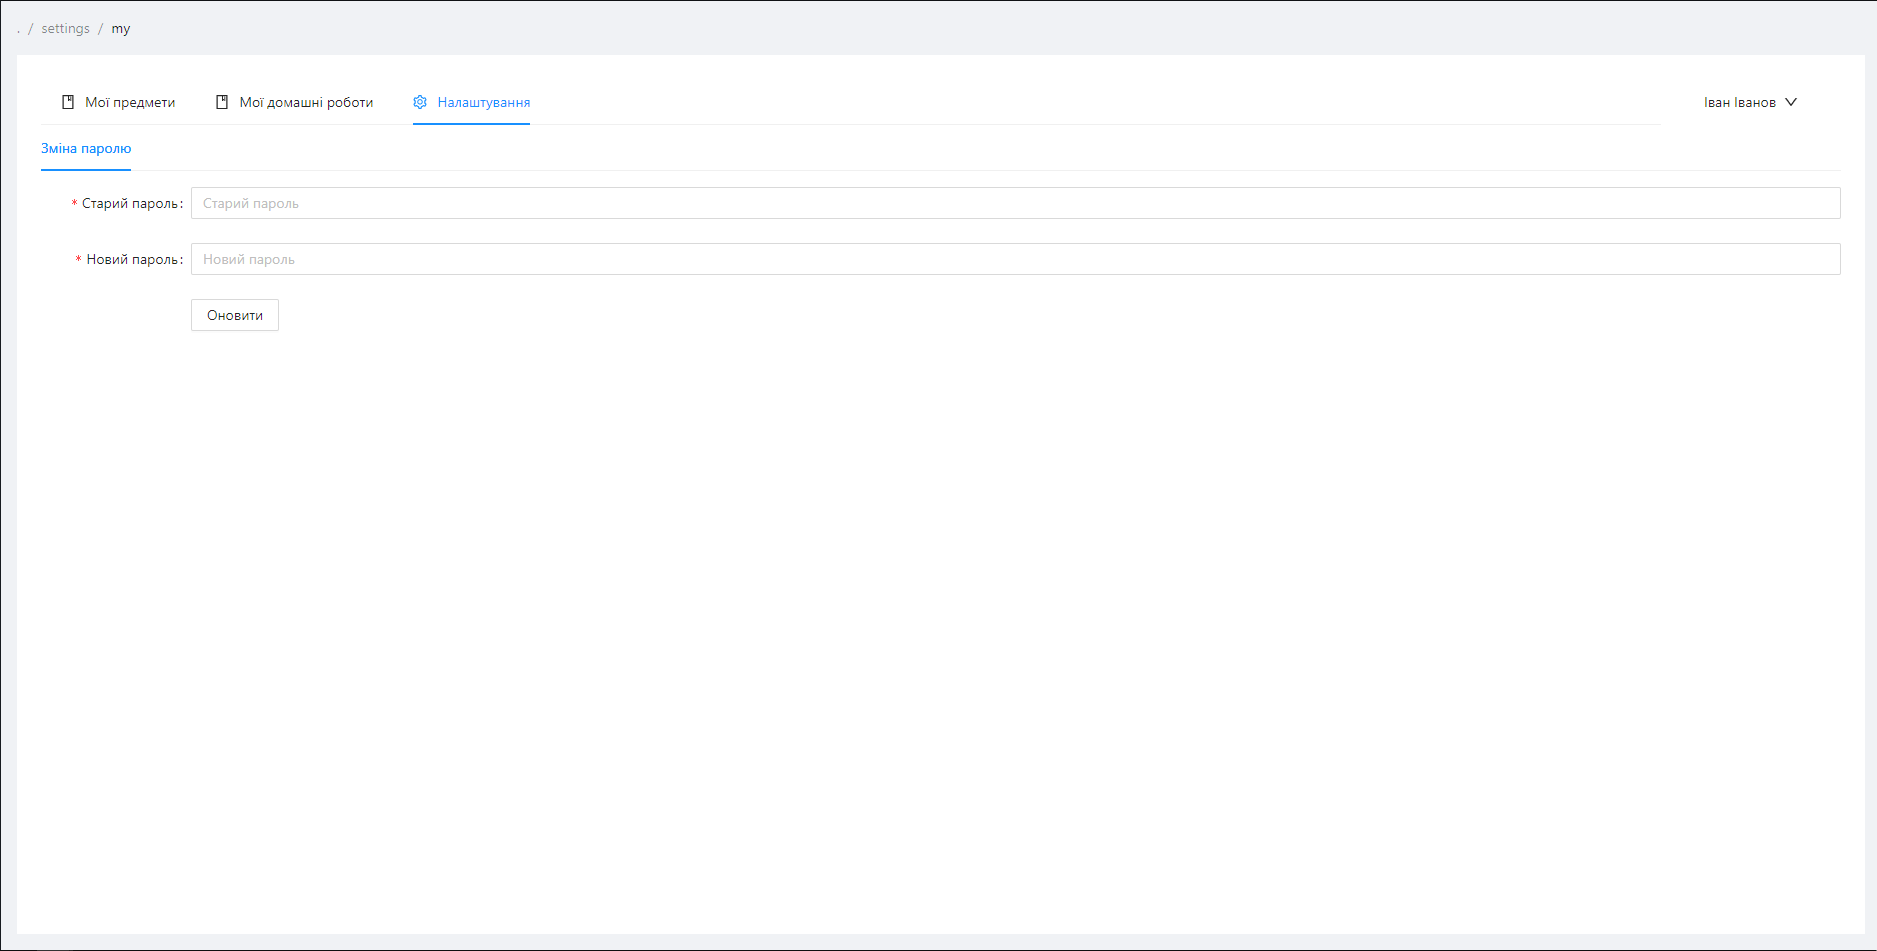 . / settings / my
Мої предмети Мої домашні роботи Налаштування Іван Іванов
Зміна паролю
* Старий пароль: Старий пароль
* Новий пароль: Новий пароль
Оновити